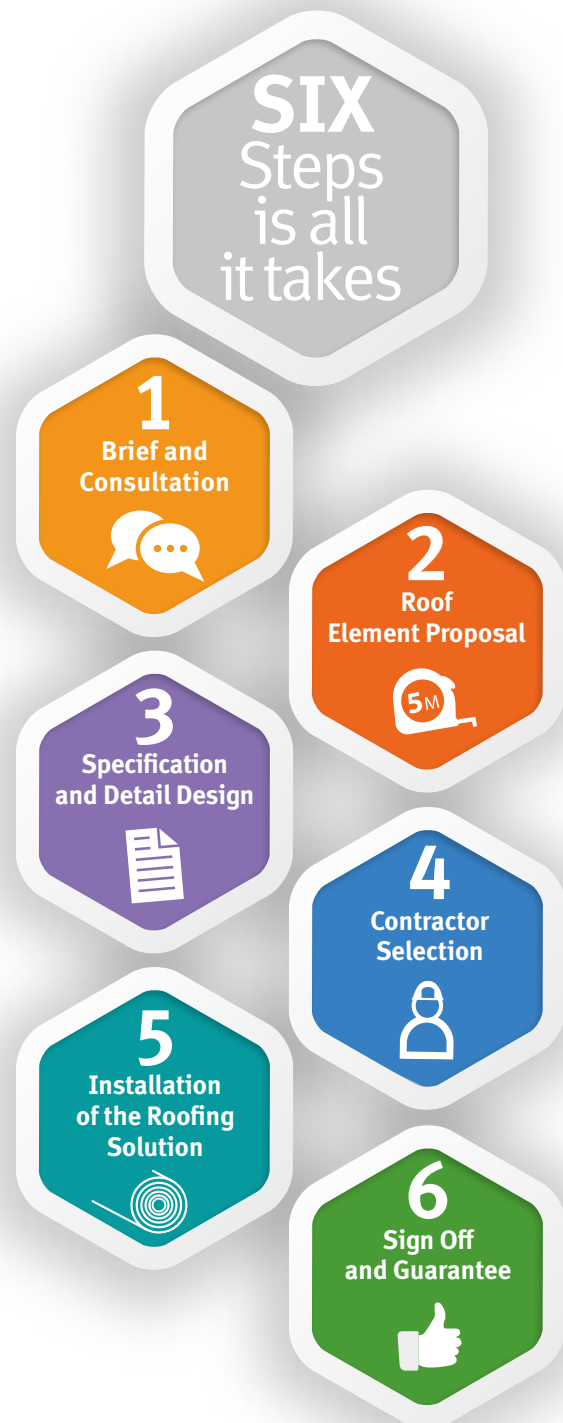 SIX
Steps
is all
it takes
1
Brief and
Consultation
2
Roof
Element Proposal
5M
3
Specification
and Detail Design
4
Contractor
Selection
5
Installation
of the Roofing
Solution
6
Sign Off
and Guarantee